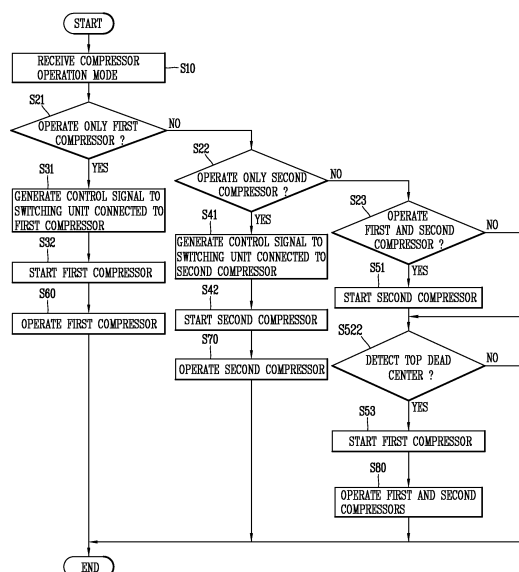 START
RECEIVE COMPRESSOR
OPERATION MODE
S10
S21
OPERATE ONLY FIRST
COMPRESSOR ?
NO
YES
S22
OPERATE ONLY SECOND
COMPRESSOR ?
NO
YES
S23
OPERATE
FIRST AND SECOND
COMPRESSOR ?
NO
YES
S31
GENERATE CONTROL SIGNAL TO
SWITCHING UNIT CONNECTED TO
FIRST COMPRESSOR
S32
START FIRST COMPRESSOR
S60
OPERATE FIRST COMPRESSOR
S41
GENERATE CONTROL SIGNAL TO
SWITCHING UNIT CONNECTED TO
SECOND COMPRESSOR
S42
START SECOND COMPRESSOR
S70
OPERATE SECOND COMPRESSOR
S51
START SECOND COMPRESSOR
S522
DETECT TOP DEAD
CENTER ?
NO
YES
S53
START FIRST COMPRESSOR
S80
OPERATE FIRST AND SECOND
COMPRESSORS
END